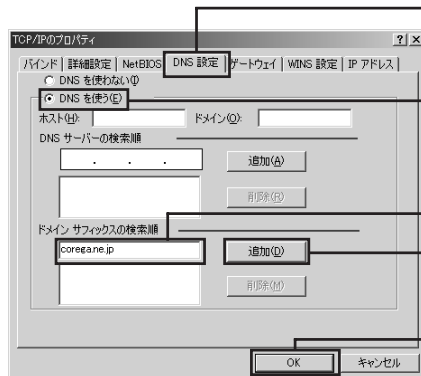 TCP/IPのプロパティ
バインド 詳細設定 NetBIOS DNS 設定 ゲートウェイ WINS 設定 IP アドレス
DNS を使わない(I)
DNS を使う(E)
ホスト(H): ドメイン(O):
DNS サーバーの検索順
. . . 追加(A)
削除(R)
ドメイン サフィックスの検索順
corega.ne.jp 追加(D)
削除(M)
OK キャンセル